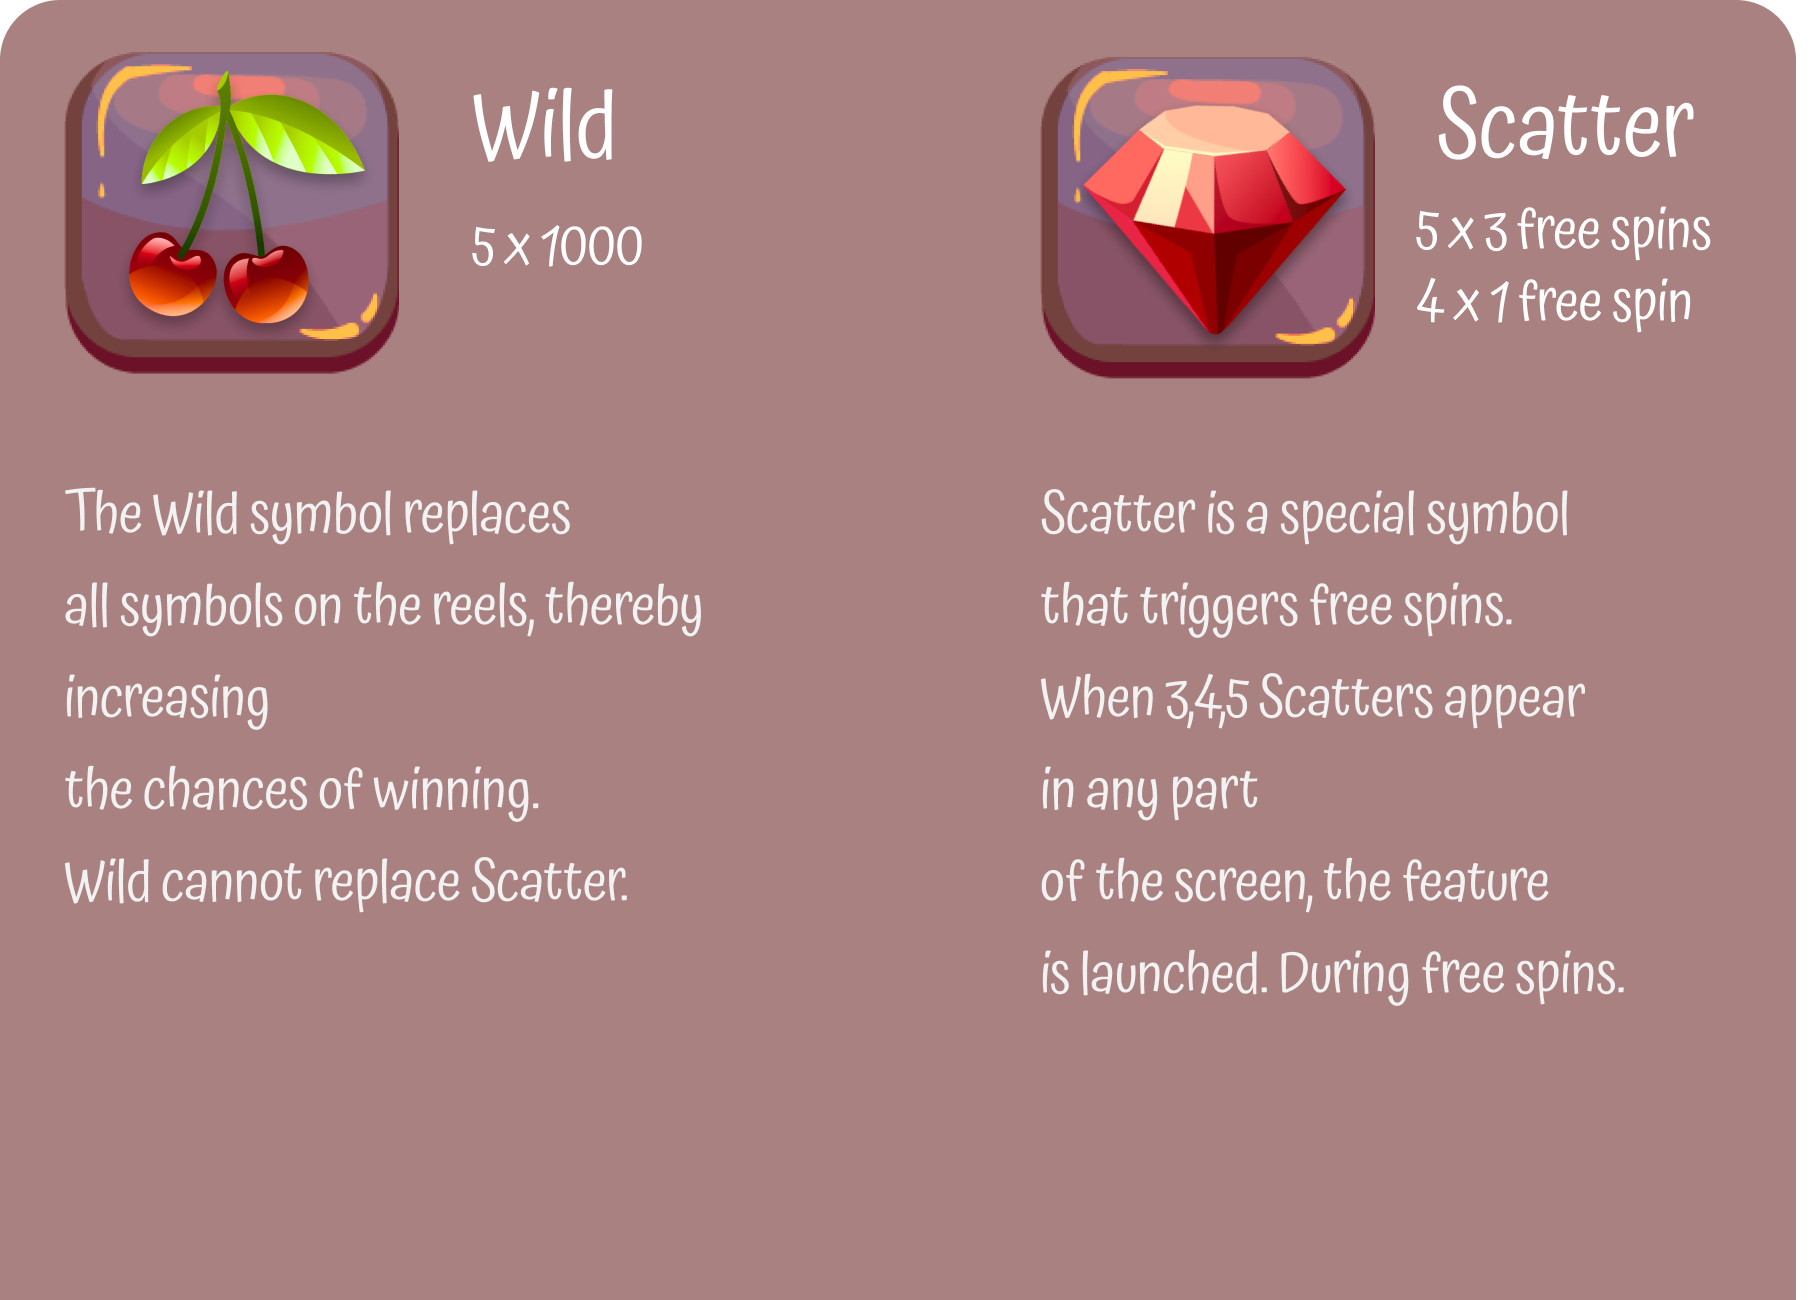 Wild
5 x 1000
The Wild symbol replaces
all symbols on the reels, thereby
increasing
the chances of winning.
Wild cannot replace Scatter.
Scatter
5 x 3 free spins
4 x 1 free spin
Scatter is a special symbol
that triggers free spins.
When 3,4,5 Scatters appear
in any part
of the screen, the feature
is launched. During free spins.